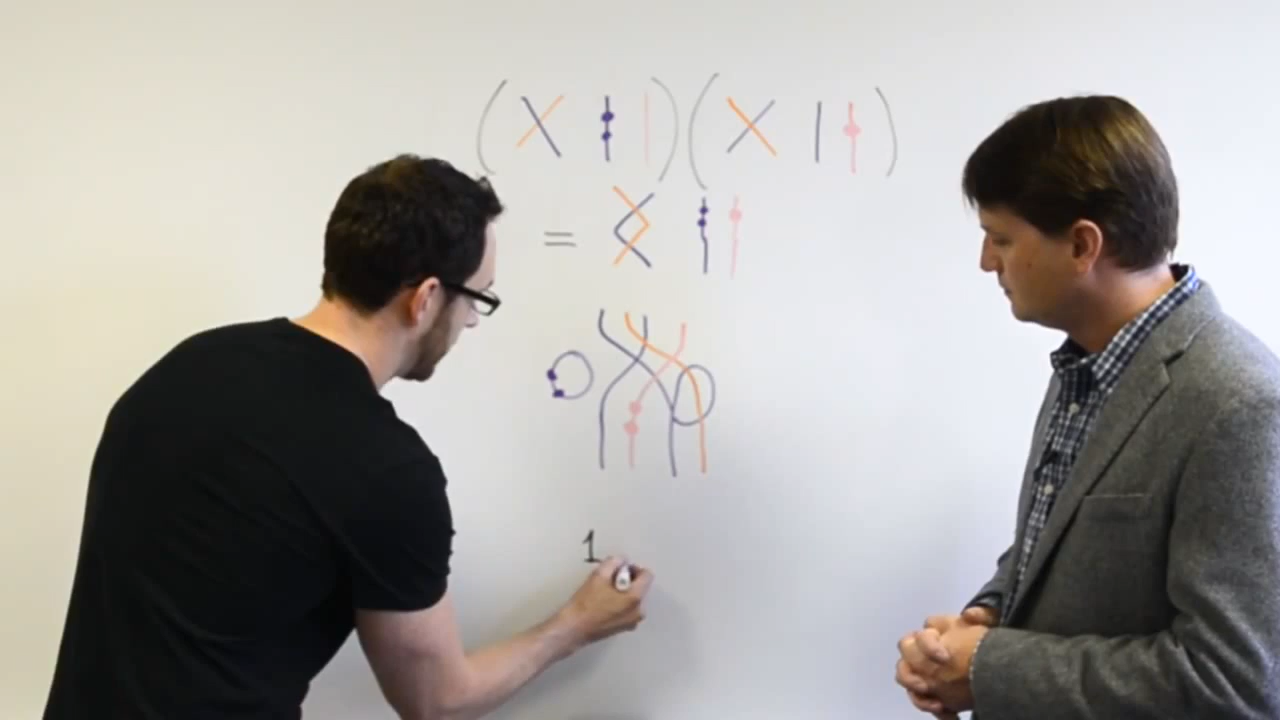 ( X | | ) ( X | | )
=
1